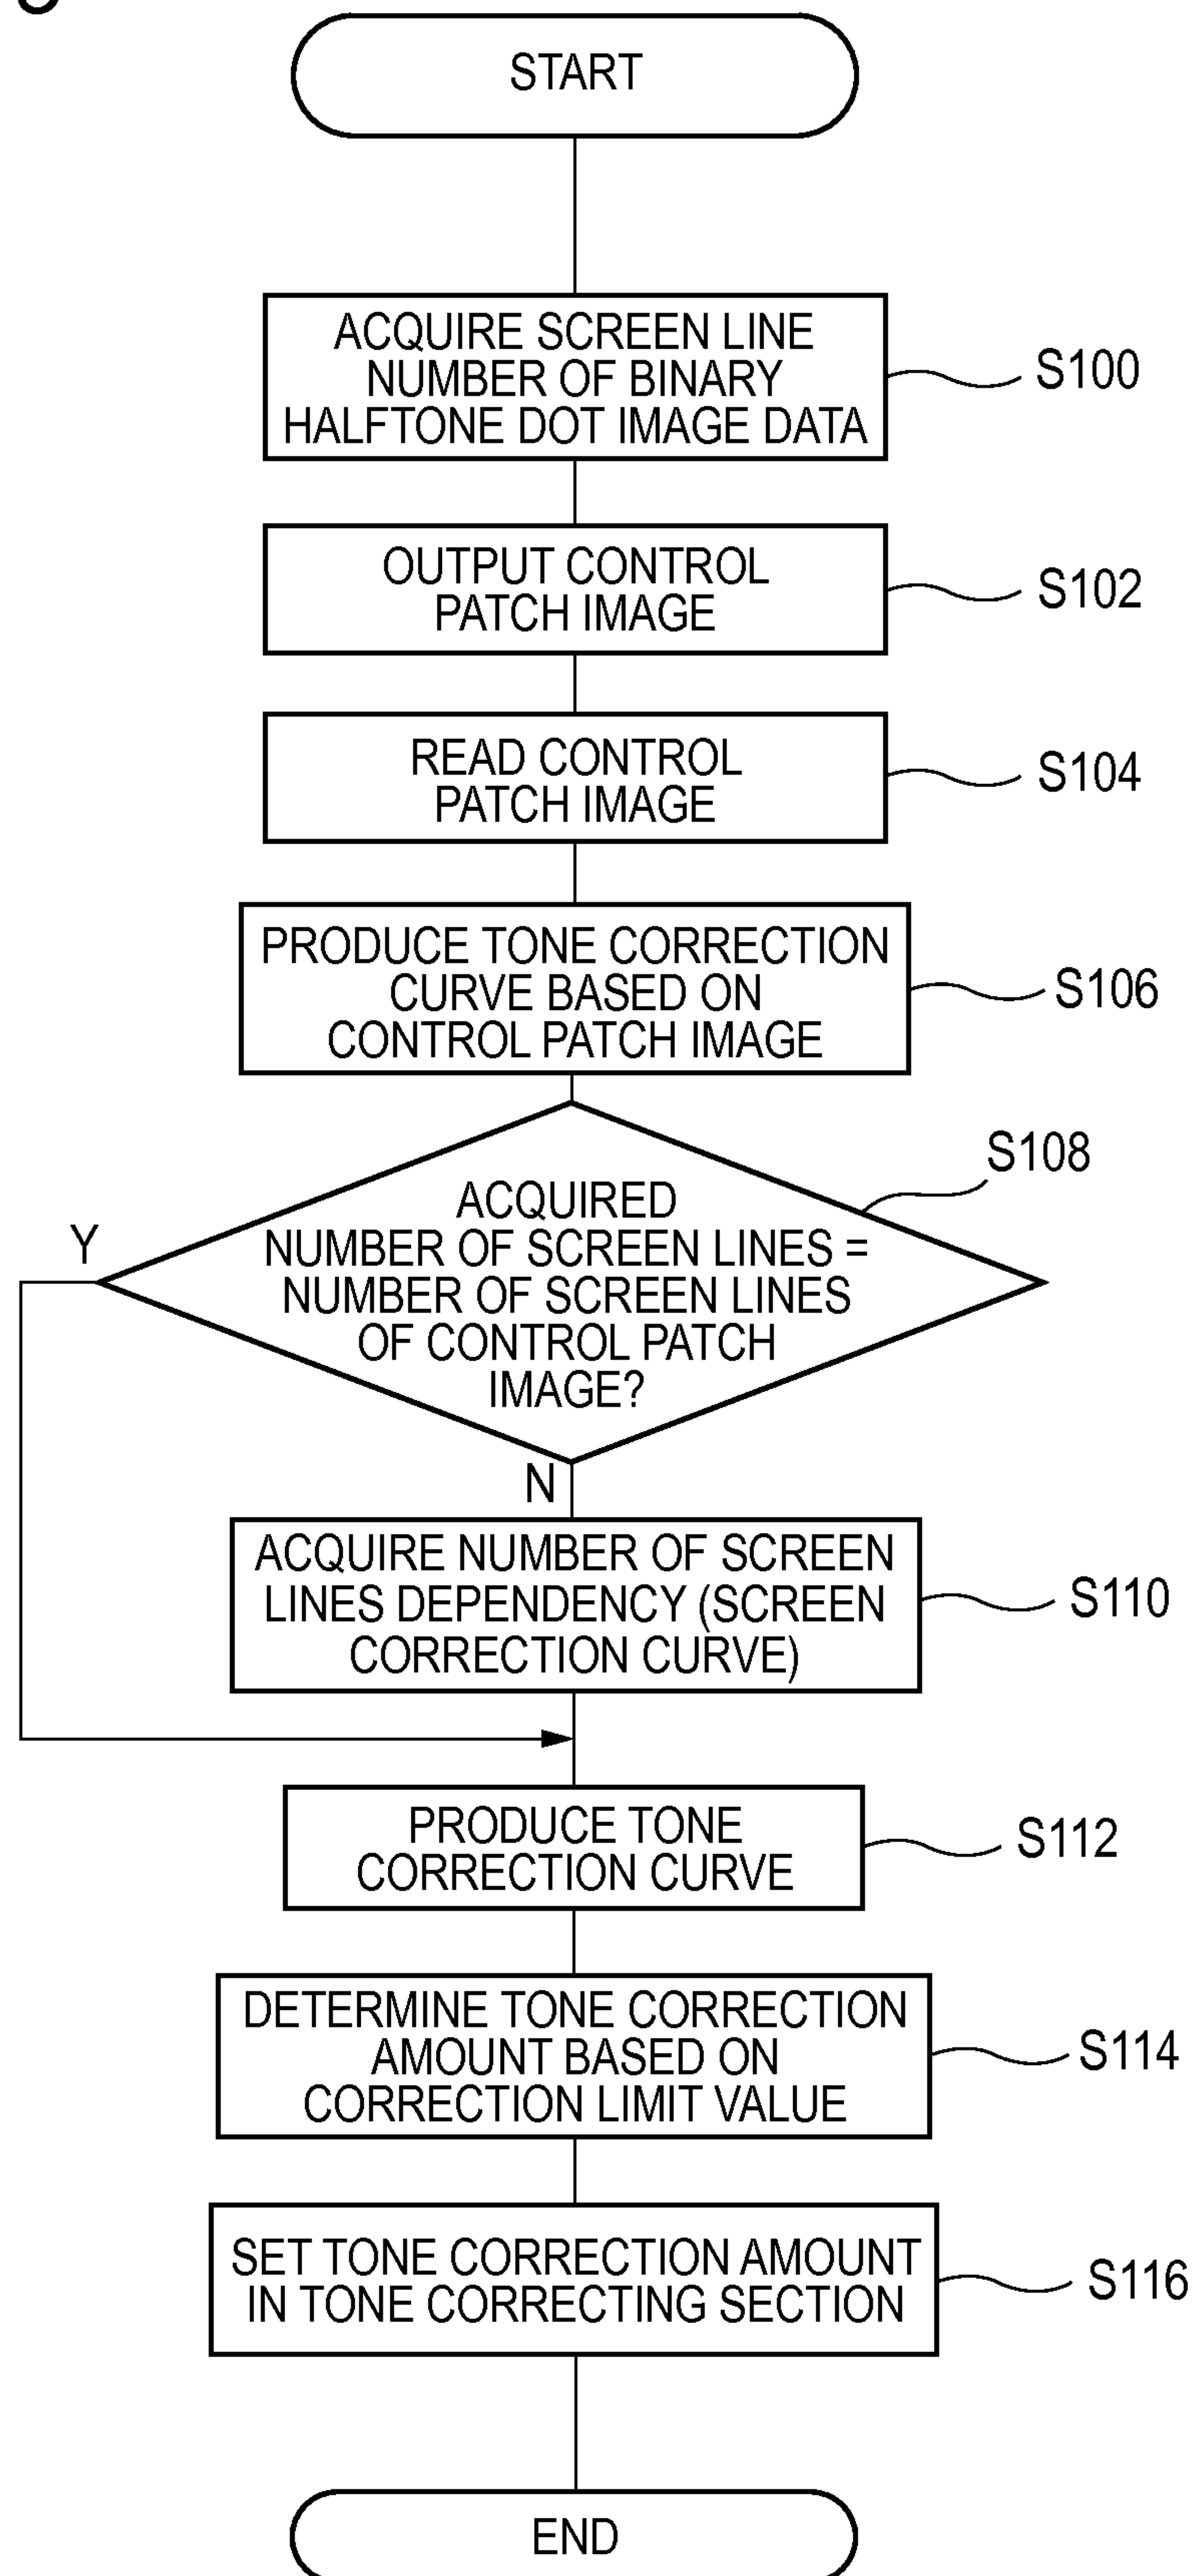 START
ACQUIRE SCREEN LINE
NUMBER OF BINARY
HALFTONE DOT IMAGE DATA
S100
OUTPUT CONTROL
PATCH IMAGE
S102
READ CONTROL
PATCH IMAGE
S104
PRODUCE TONE CORRECTION
CURVE BASED ON
CONTROL PATCH IMAGE
S106
S108
ACQUIRED
NUMBER OF SCREEN LINES =
NUMBER OF SCREEN LINES
OF CONTROL PATCH
IMAGE?
Y
N
ACQUIRE NUMBER OF SCREEN
LINES DEPENDENCY (SCREEN
CORRECTION CURVE)
S110
PRODUCE TONE
CORRECTION CURVE
S112
DETERMINE TONE CORRECTION
AMOUNT BASED ON
CORRECTION LIMIT VALUE
S114
SET TONE CORRECTION AMOUNT
IN TONE CORRECTING SECTION
S116
END